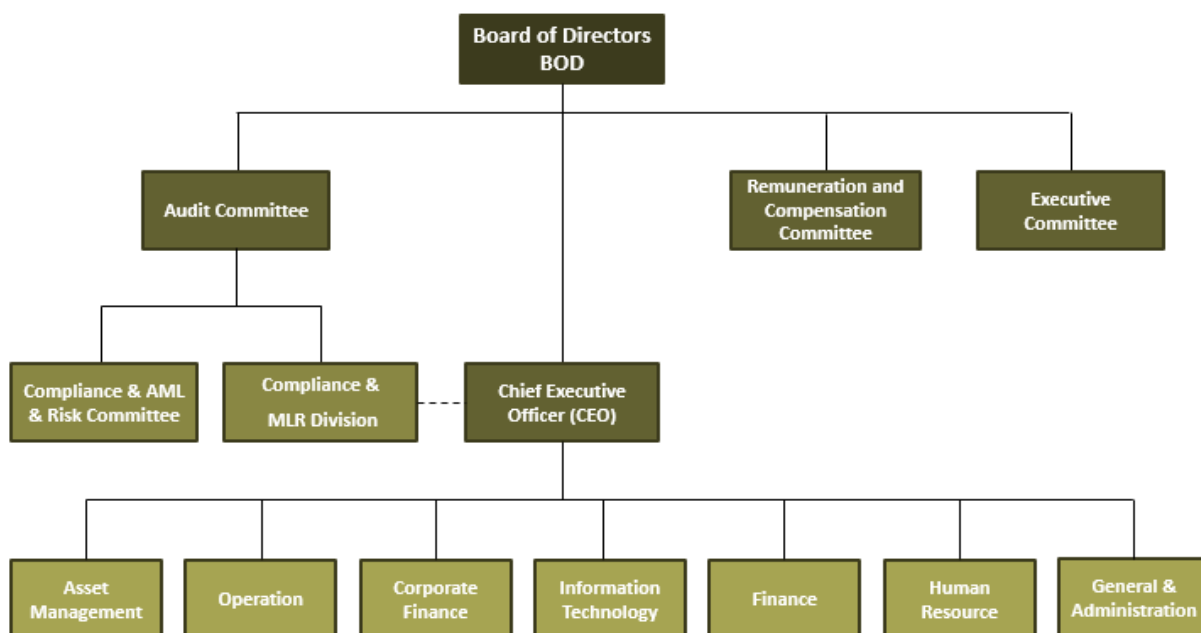 Board of Directors
BOD
Audit Committee
Remuneration and
Compensation
Committee
Executive
Committee
Compliance & AML
& Risk Committee
Compliance &
MLR Division
Chief Executive
Officer (CEO)
Asset
Management
Operation
Corporate
Finance
Information
Technology
Finance
Human
Resource
General &
Administration